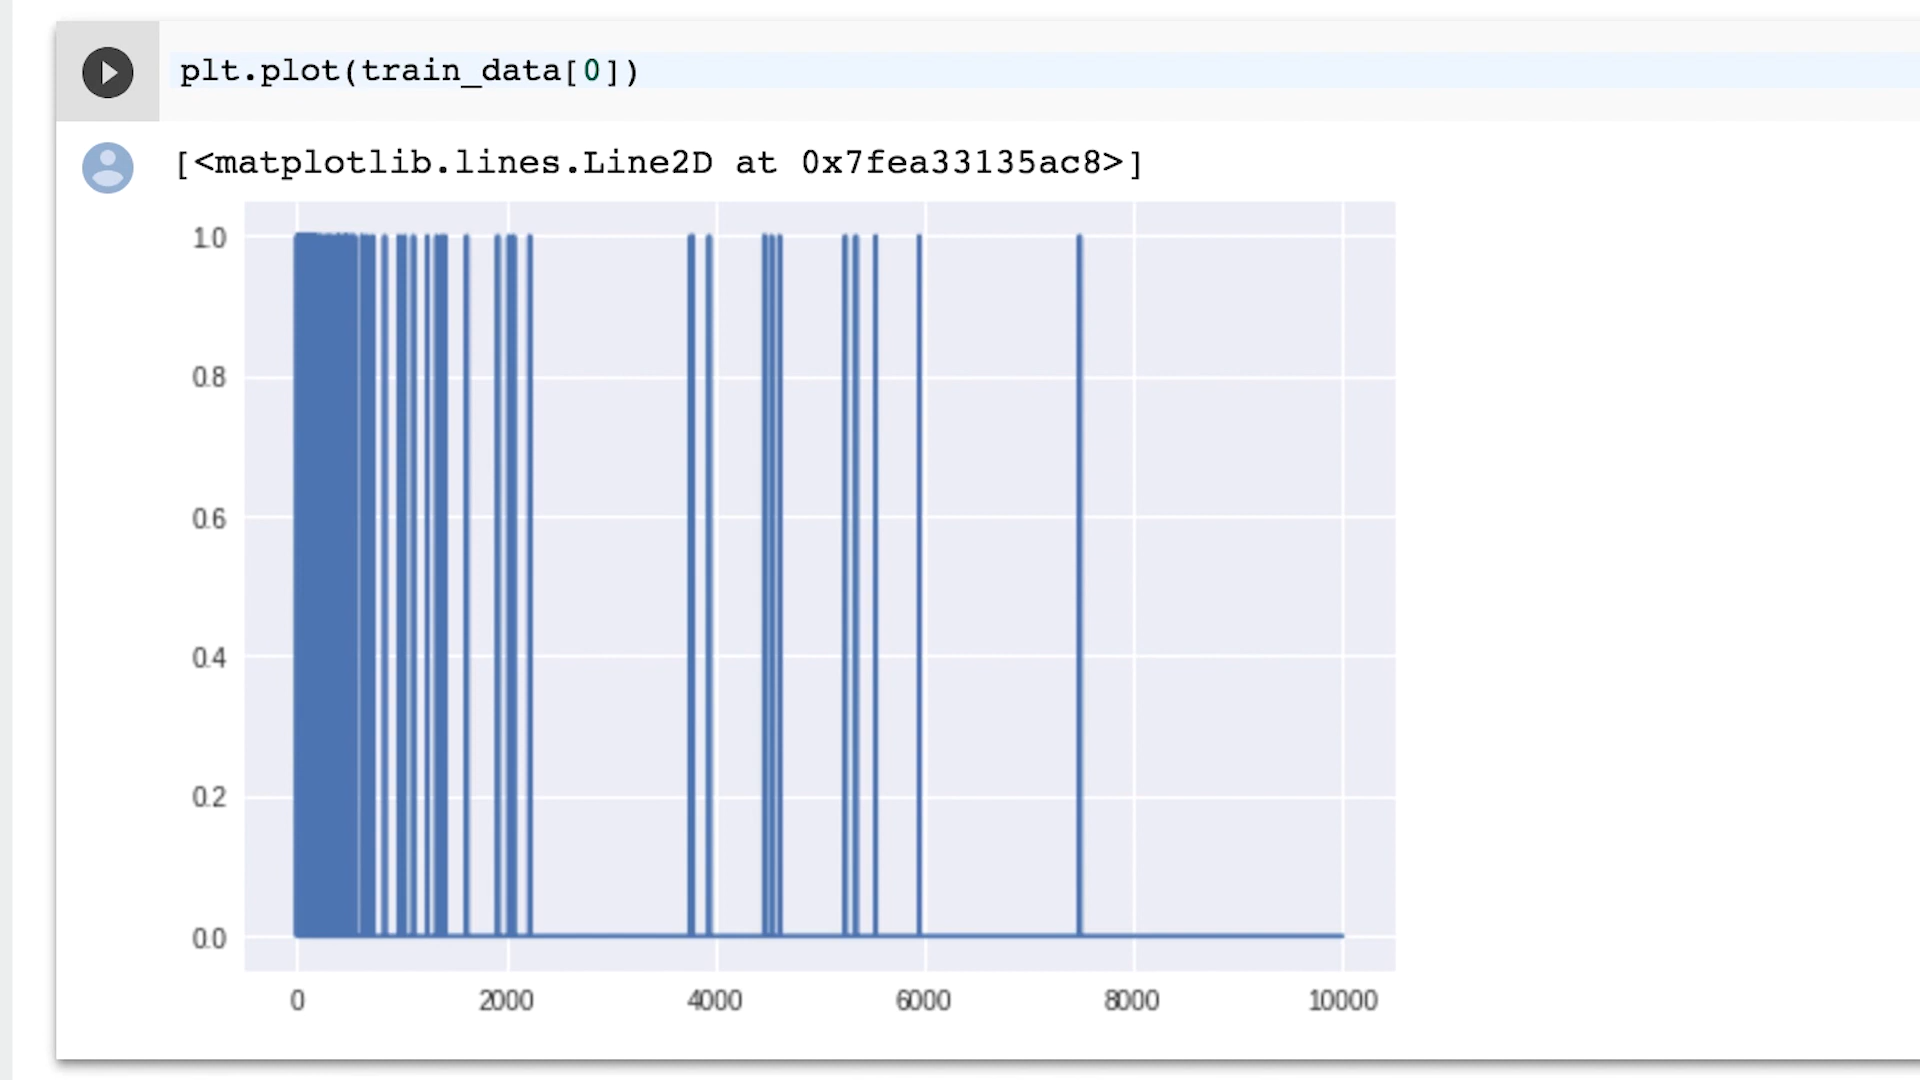 plt.plot(train_data[0])
[<matplotlib.lines.Line2D at 0x7fea33135ac8>]
1.0
0.8
0.6
0.4
0.2
0.0
0 2000 4000 6000 8000 10000